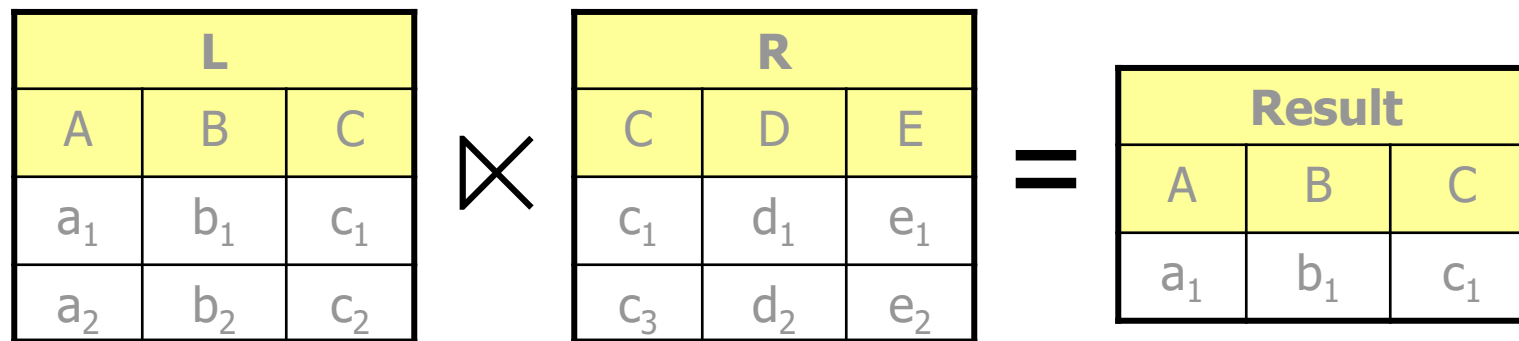 L
A B C
a₁ b₁ c₁
a₂ b₂ c₂
⋉
R
C D E
c₁ d₁ e₁
c₃ d₂ e₂
=
Result
A B C
a₁ b₁ c₁